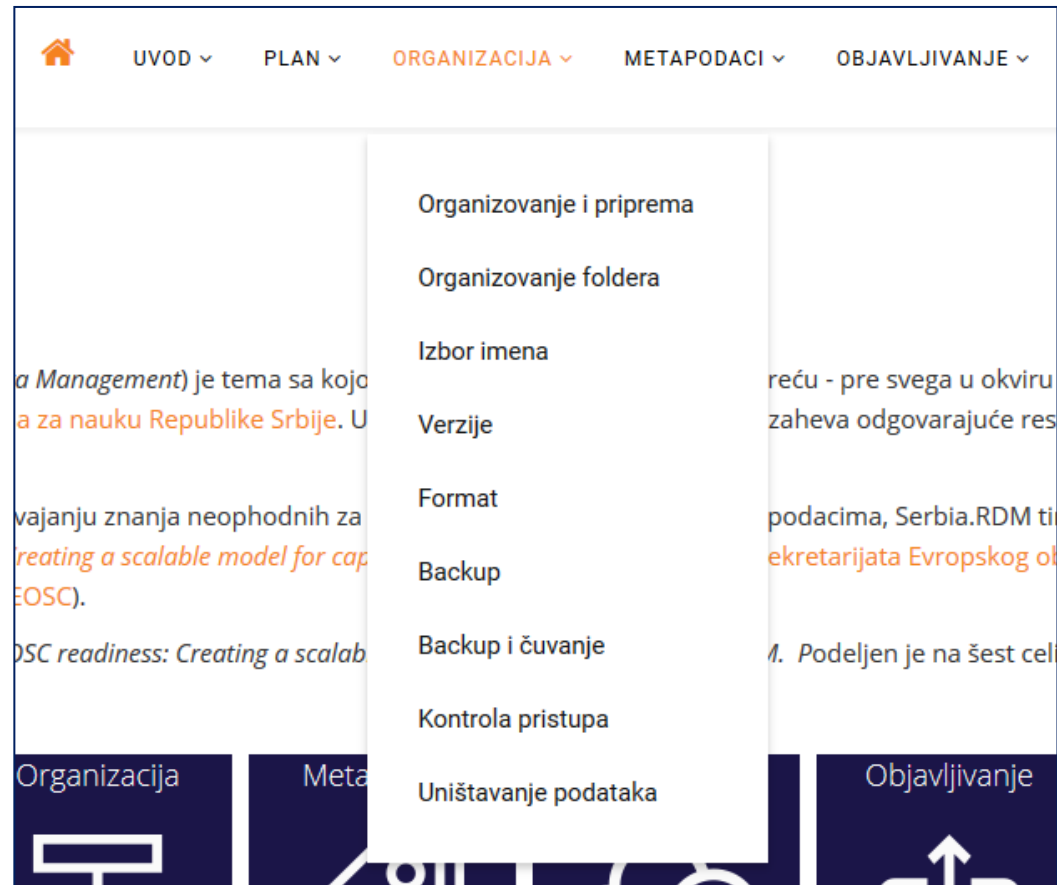 UVOD PLAN ORGANIZACIJA METAPODACI OBJAVLJIVANJE
Organizovanje i priprema
Organizovanje foldera
Izbor imena
Verzije
Format
Backup
Backup i čuvanje
Kontrola pristupa
Uništavanje podataka
a Management) je tema sa kojo reću - pre svega u okviru
a za nauku Republike Srbije. U zaheva odgovarajuće res
vajanju znanja neophodnih za podacima, Serbia.RDM ti
reating a scalable model for cap ekretarijata Evropskog ob
EOSC).
OSC readiness: Creating a scalab M. Podeljen je na šest celi
Organizacija Meta Objavljivanje